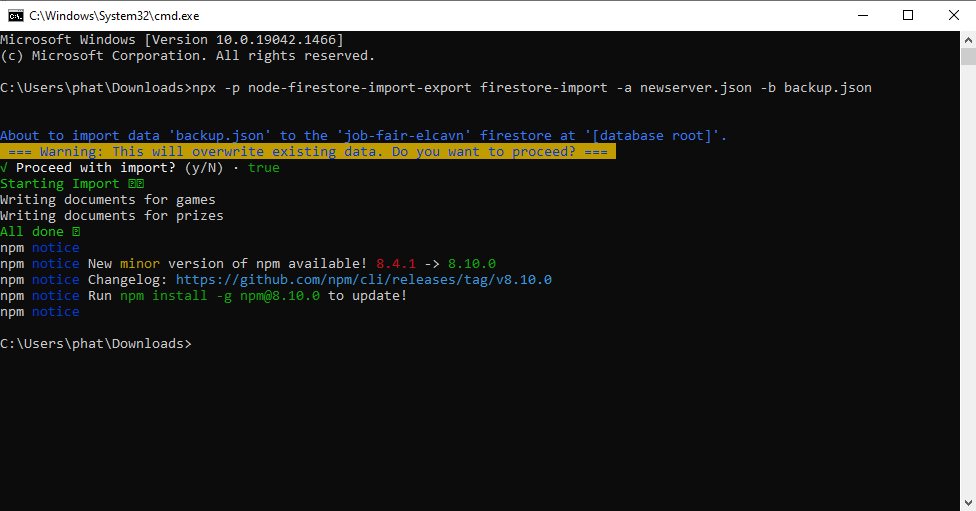 C:\Windows\System32\cmd.exe
Microsoft Windows [Version 10.0.19042.1466]
(c) Microsoft Corporation. All rights reserved.
C:\Users\phat\Downloads>npx -p node-firestore-import-export firestore-import -a newserver.json -b backup.json
About to import data 'backup.json' to the 'job-fair-elcavn' firestore at '[database root]'.
=== Warning: This will overwrite existing data. Do you want to proceed? ===
√ Proceed with import? (y/N) · true
Starting Import
Writing documents for games
Writing documents for prizes
All done
npm notice
npm notice New minor version of npm available! 8.4.1 -> 8.10.0
npm notice Changelog: https://github.com/npm/cli/releases/tag/v8.10.0
npm notice Run npm install -g npm@8.10.0 to update!
npm notice
C:\Users\phat\Downloads>